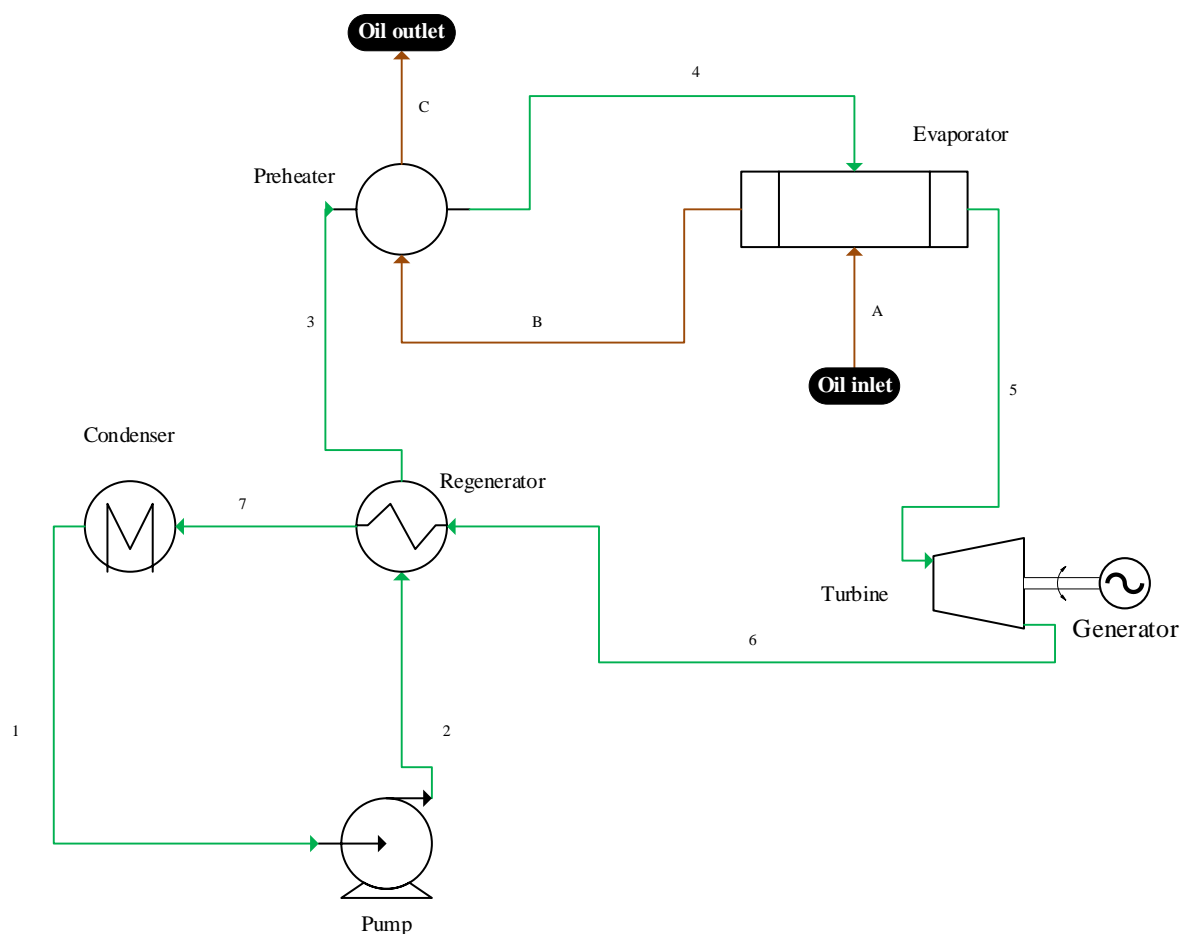 Oil outlet
4
C
Evaporator
Preheater
3
B
A
Oil inlet
5
Condenser
Regenerator
7
Turbine
Generator
6
1
2
Pump